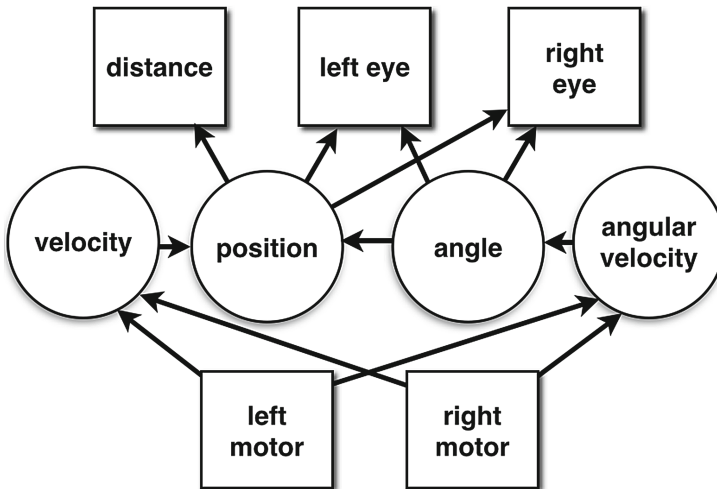 distance
left eye
right
eye
velocity
position
angle
angular
velocity
left
motor
right
motor